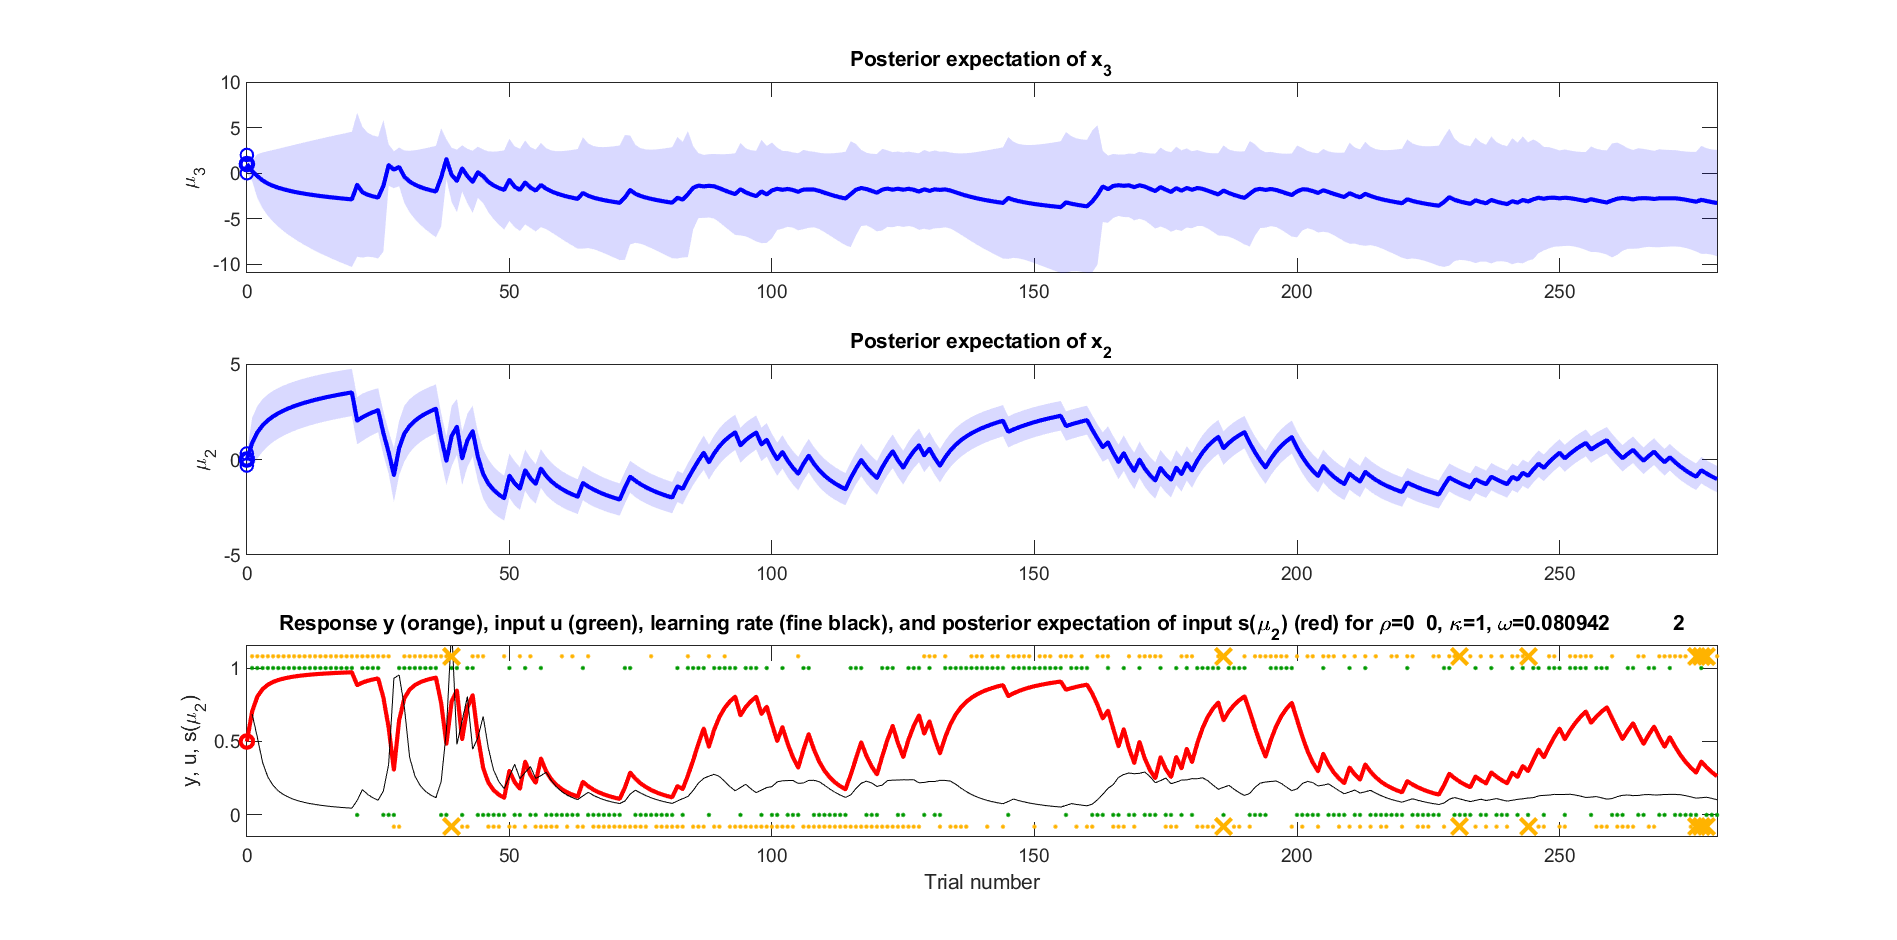 Posterior expectation of x3
10
5
0
-5
-10
μ3
0 50 100 150 200 250
Posterior expectation of x2
5
0
-5
μ2
0 50 100 150 200 250
Response y (orange), input u (green), learning rate (fine black), and posterior expectation of input s(μ2) (red) for ρ=0 0, κ=1, ω=0.080942 2
1
0.5
0
y, u, s(μ2)
0 50 100 150 200 250
Trial number